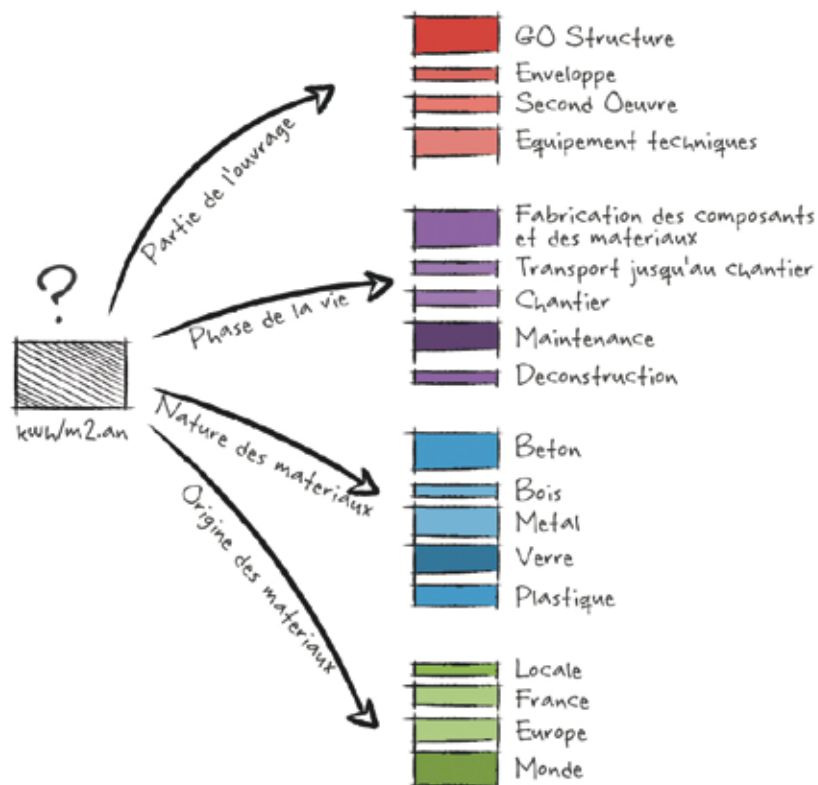 GO Structure
Enveloppe
Second Oeuvre
Equipement techniques
Partie de l'ouvrage
Fabrication des composants
et des materiaux
Transport jusqu'au chantier
Chantier
Maintenance
Deconstruction
Phase de la vie
?
kwh/m2.an
Nature des materiaux
Beton
Bois
Metal
Verre
Plastique
Origine des materiaux
Locale
France
Europe
Monde